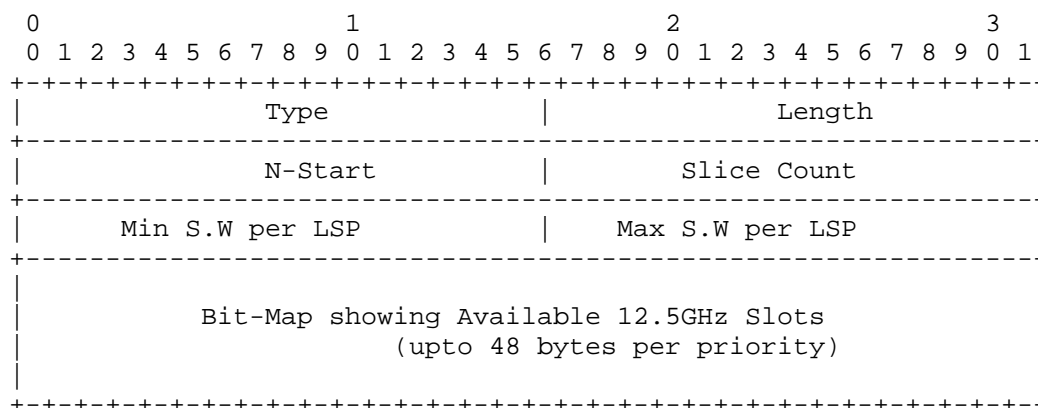 0 1 2 3
0 1 2 3 4 5 6 7 8 9 0 1 2 3 4 5 6 7 8 9 0 1 2 3 4 5 6 7 8 9 0 1
+-+-+-+-+-+-+-+-+-+-+-+-+-+-+-+-+-+-+-+-+-+-+-+-+-+-+-+-+-+-+-+--
| Type | Length
+---------------------------------------------------------------
| N-Start | Slice Count
+---------------------------------------------------------------
| Min S.W per LSP | Max S.W per LSP
+---------------------------------------------------------------
|
| Bit-Map showing Available 12.5GHz Slots
| (upto 48 bytes per priority)
|
+-+-+-+-+-+-+-+-+-+-+-+-+-+-+-+-+-+-+-+-+-+-+-+-+-+-+-+-+-+-+-+--